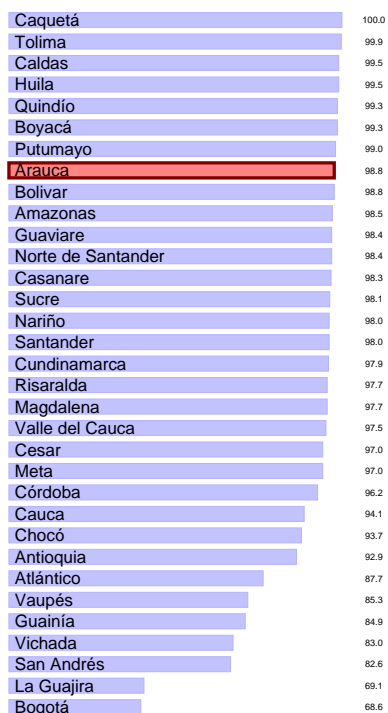 Caquetá 100.0
Tolima 99.9
Caldas 99.5
Huila 99.5
Quindío 99.3
Boyacá 99.3
Putumayo 99.0
Arauca 98.8
Bolivar 98.8
Amazonas 98.5
Guaviare 98.4
Norte de Santander 98.4
Casanare 98.3
Sucre 98.1
Nariño 98.0
Santander 98.0
Cundinamarca 97.9
Risaralda 97.7
Magdalena 97.7
Valle del Cauca 97.5
Cesar 97.0
Meta 97.0
Córdoba 96.2
Cauca 94.1
Chocó 93.7
Antioquia 92.9
Atlántico 87.7
Vaupés 85.3
Guainía 84.9
Vichada 83.0
San Andrés 82.6
La Guajira 69.1
Bogotá 68.6